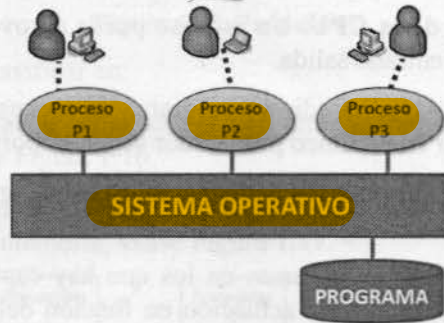 Proceso
P1
Proceso
P2
Proceso
P3
SISTEMA OPERATIVO
PROGRAMA